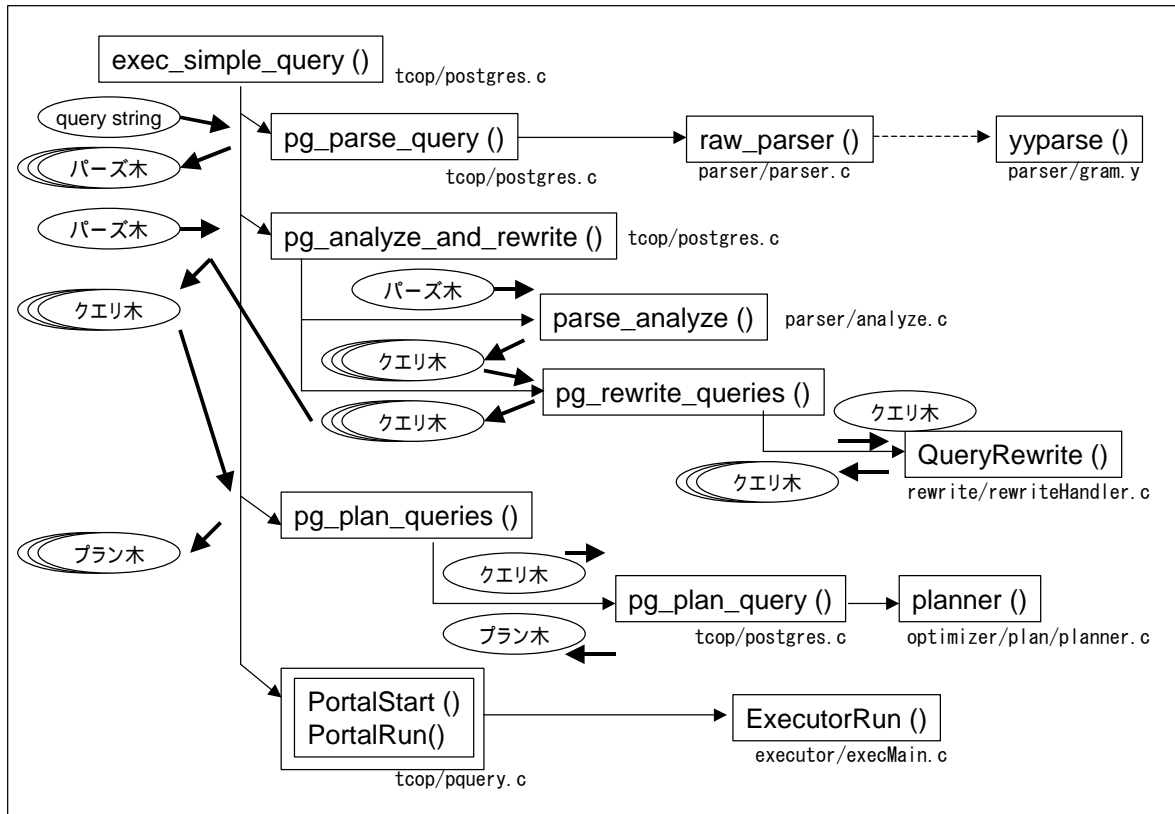 exec_simple_query ()
tcop/postgres.c
query string
pg_parse_query ()
raw_parser ()
yyparse ()
パーズ木
tcop/postgres.c
parser/parser.c
parser/gram.y
パーズ木
pg_analyze_and_rewrite ()
tcop/postgres.c
パーズ木
クエリ木
parse_analyze ()
parser/analyze.c
クエリ木
pg_rewrite_queries ()
クエリ木
クエリ木
QueryRewrite ()
クエリ木
rewrite/rewriteHandler.c
pg_plan_queries ()
プラン木
クエリ木
pg_plan_query ()
planner ()
プラン木
tcop/postgres.c
optimizer/plan/planner.c
PortalStart ()
PortalRun()
ExecutorRun ()
executor/execMain.c
tcop/pquery.c